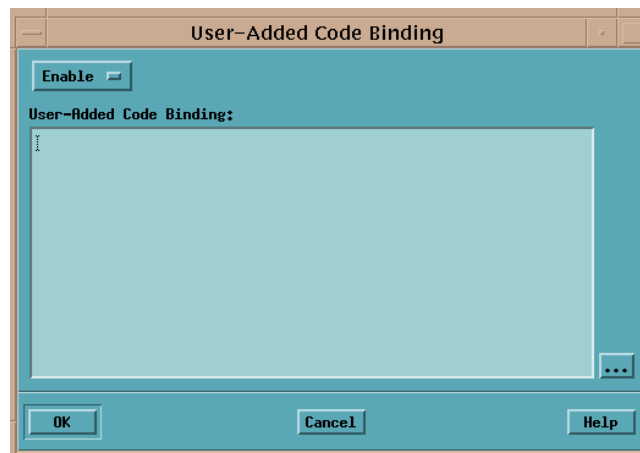 User-Added Code Binding
Enable
User-Added Code Binding:
...
OK
Cancel
Help